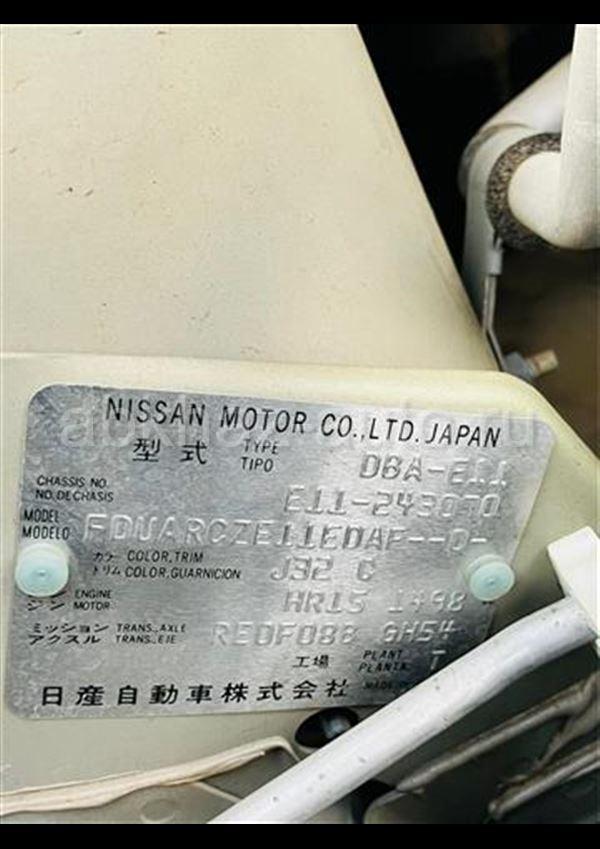 NISSAN MOTOR CO.,LTD. JAPAN
型式 TYPE TIPO DBA-E11
CHASSIS NO. NO. DE CHASIS E11-243070
MODEL MODELO FDUARCZE11EDAF--0-
カラー COLOR, TRIM
トリム COLOR, GUARNICION J32 C
ENGINE
ジン MOTOR HR15 1498
ミッション TRANS., AXLE
アクスル TRANS., EJE RE0F08B GH54
工場 PLANT PLANTA T
日産自動車株式会社 MADE